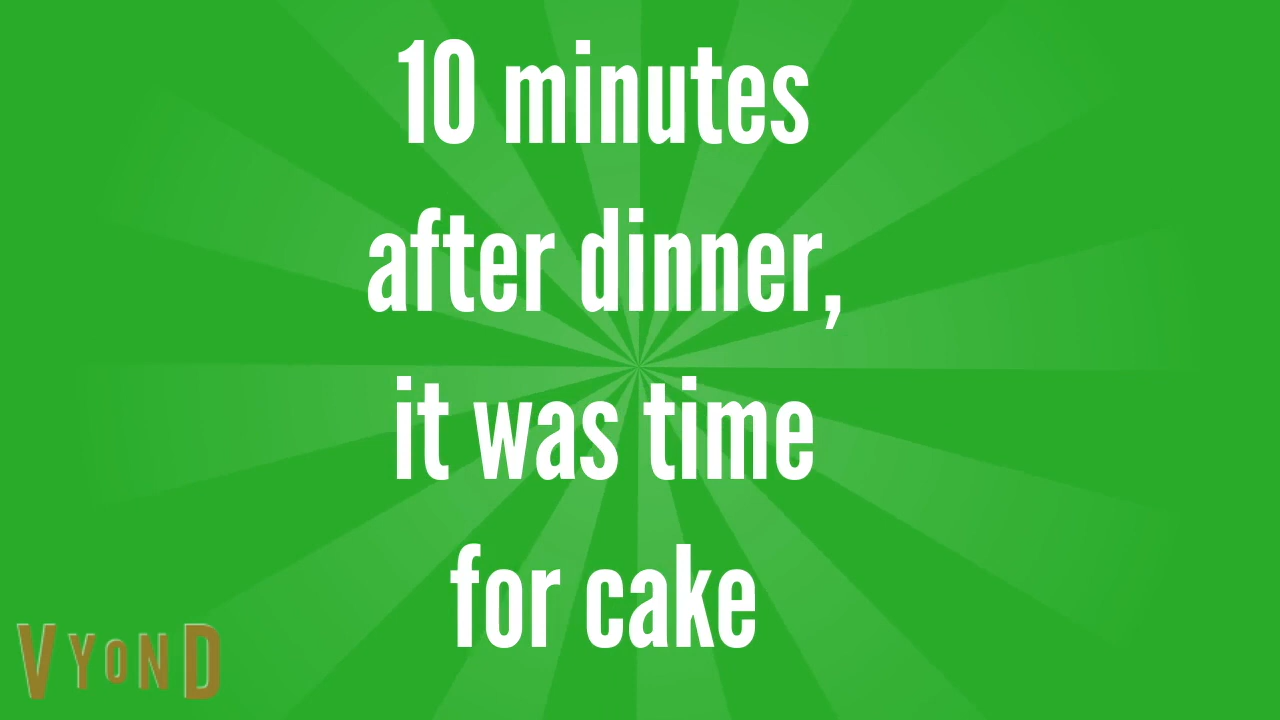 10 minutes
after dinner,
it was time
for cake
VYOND